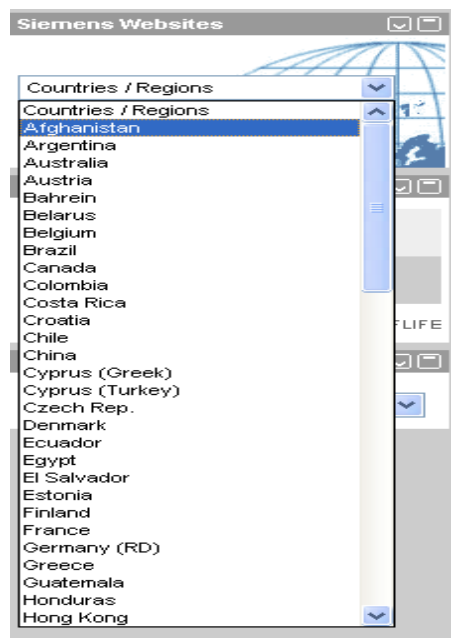 Siemens Websites
Countries / Regions
Countries / Regions
Afghanistan
Argentina
Australia
Austria
Bahrein
Belarus
Belgium
Brazil
Canada
Colombia
Costa Rica
Croatia
Chile
FLIFE
China
Cyprus (Greek)
Cyprus (Turkey)
Czech Rep.
Denmark
Ecuador
Egypt
El Salvador
Estonia
Finland
France
Germany (RD)
Greece
Guatemala
Honduras
Hong Kong